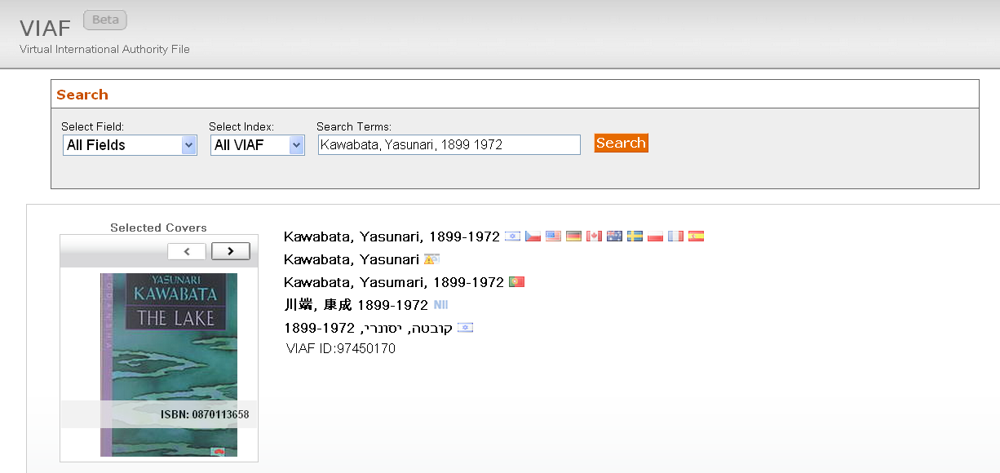 VIAF Beta
Virtual International Authority File
Search
Select Field: Select Index: Search Terms:
All Fields All VIAF Kawabata, Yasunari, 1899 1972 Search
Selected Covers
Kawabata, Yasunari, 1899-1972
Kawabata, Yasunari
Kawabata, Yasumari, 1899-1972
川端, 康成 1899-1972 NII
קובטה, יסונרי, 1899-1972
VIAF ID:97450170
YASUNARI
KAWABATA
THE LAKE
ISBN: 0870113658